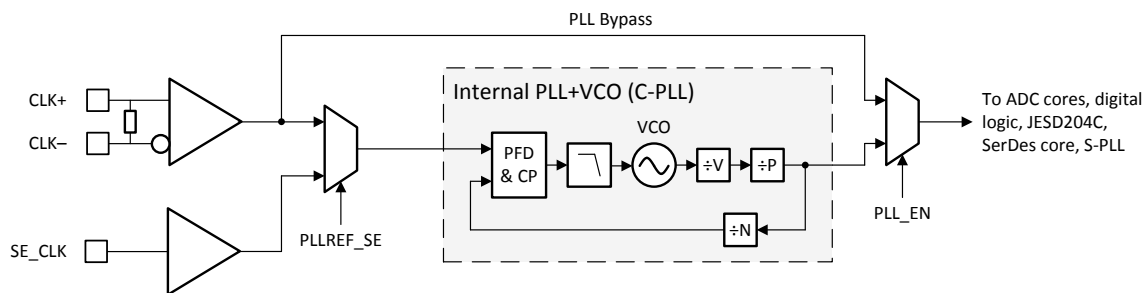 PLL Bypass
CLK+
CLK–
Internal PLL+VCO (C-PLL)
VCO
PFD
& CP
÷V
÷P
÷N
To ADC cores, digital
logic, JESD204C,
SerDes core, S-PLL
PLLREF_SE
PLL_EN
SE_CLK